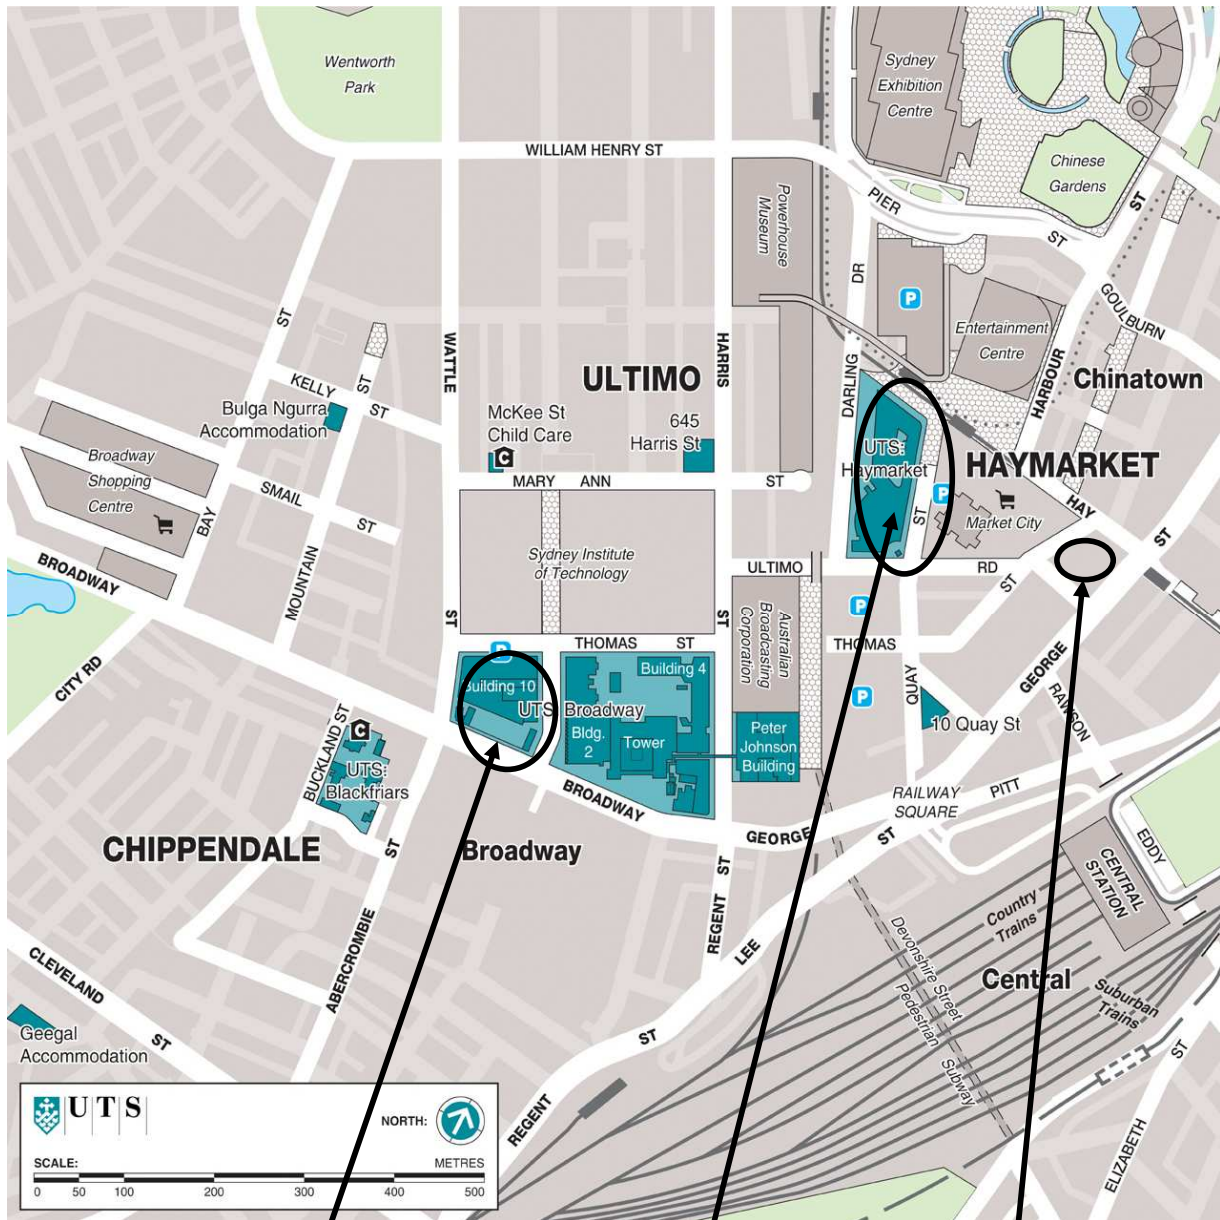 Wentworth
Park
Sydney
Exhibition
Centre
Chinese
Gardens
WILLIAM HENRY ST
PIER
ST
ST
Powerhouse
Museum
DR
DARLING
GOULBURN
Entertainment
Centre
HARBOUR
Chinatown
ST
WATTLE
ULTIMO
HARRIS
KELLY
ST
ST
Bulga Ngurra
Accommodation
McKee St
Child Care
C
645
Harris St
UTS:
Haymarket
HAYMARKET
Broadway
Shopping
Centre
SMAIL
ST
MARY ANN ST
P
P
ST
Market City
HAY
ST
BAY
BROADWAY
MOUNTAIN
Sydney Institute
of Technology
ULTIMO
RD
ST
ST
ST
Australian
Broadcasting
Corporation
P
THOMAS ST
THOMAS
P
Building 10
Building 4
UTS: Broadway
Bldg.
2
Tower
Peter
Johnson
Building
P
QUAY
10 Quay St
GEORGE
RAWSON
CITY RD
BUCKLAND ST
C
UTS:
Blackfriars
BROADWAY
RAILWAY
SQUARE
PITT
GEORGE
ST
CHIPPENDALE
ST
Broadway
ST
REGENT
LEE
EDDY
CENTRAL
STATION
Country
Trains
Devonshire Street
Pedestrian Subway
Central
Suburban
Trains
ABERCROMBIE
CLEVELAND
ST
Geegal
Accommodation
ST
REGENT
ST
ELIZABETH
UTS
NORTH:
SCALE:
METRES
0 50 100 200 300 400 500